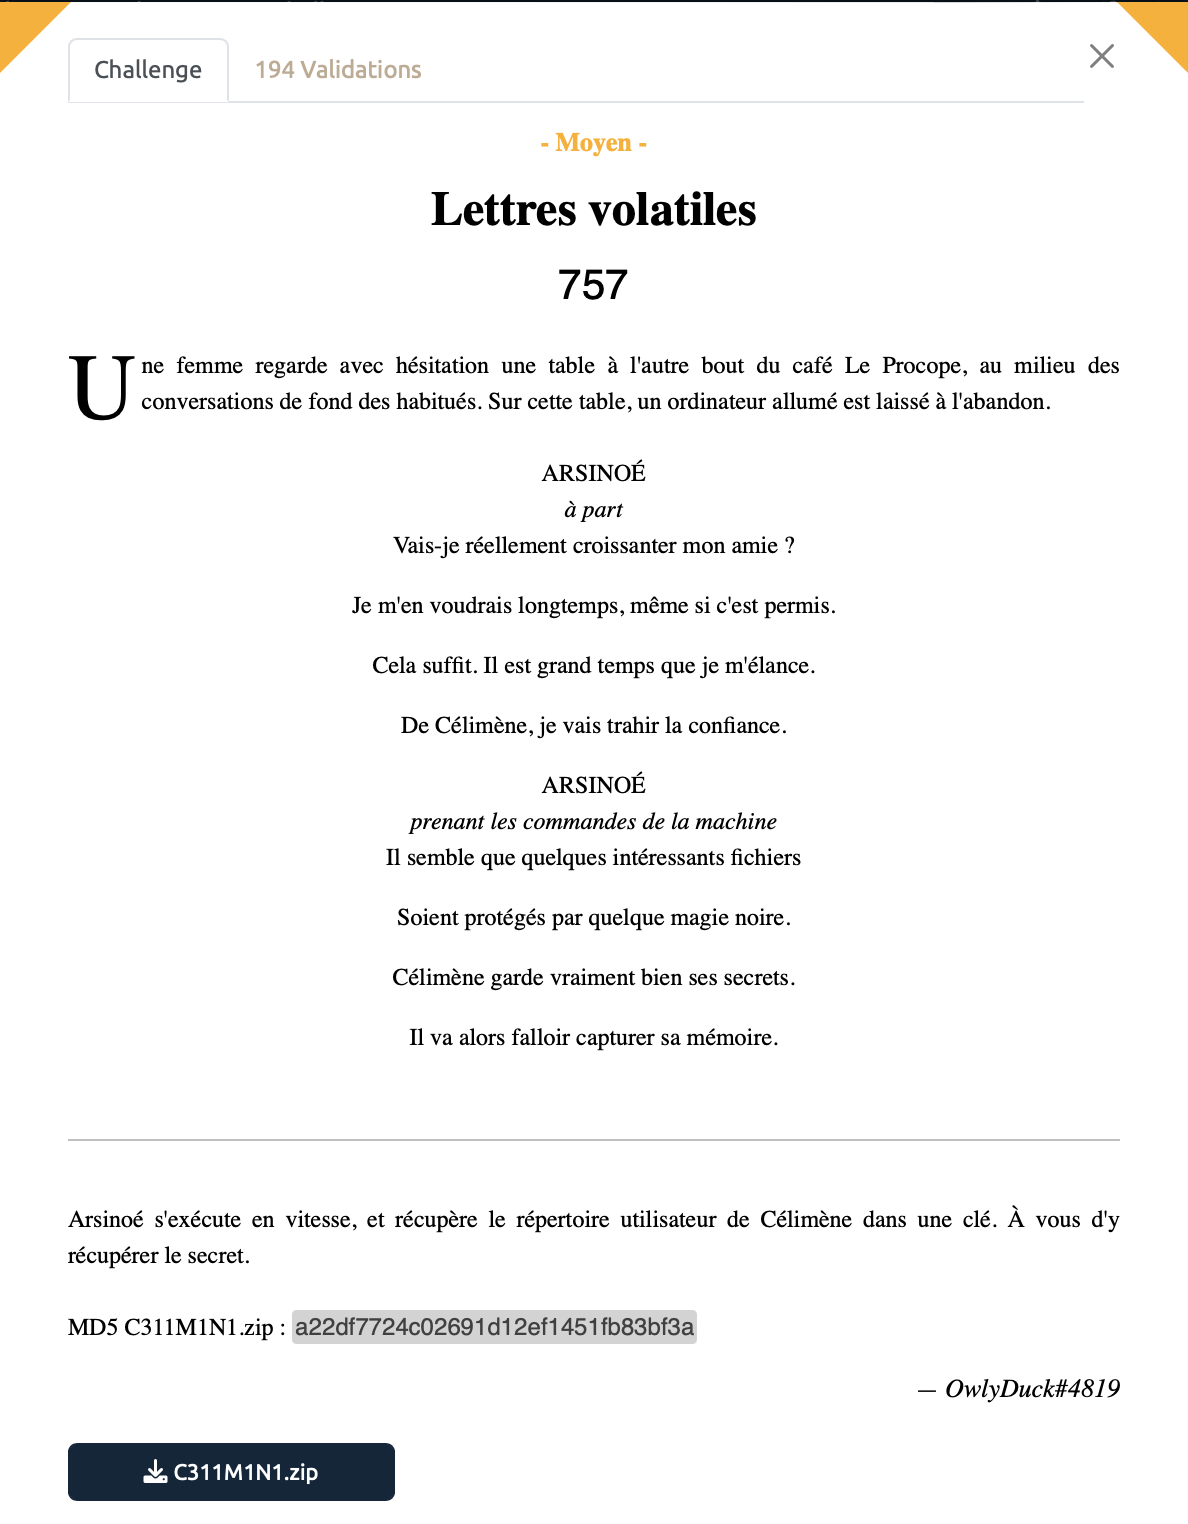 Challenge
194 Validations
- Moyen -
Lettres volatiles
757
Une femme regarde avec hésitation une table à l'autre bout du café Le Procope, au milieu des
conversations de fond des habitués. Sur cette table, un ordinateur allumé est laissé à l'abandon.
ARSINOÉ
à part
Vais-je réellement croissanter mon amie ?
Je m'en voudrais longtemps, même si c'est permis.
Cela suffit. Il est grand temps que je m'élance.
De Célimène, je vais trahir la confiance.
ARSINOÉ
prenant les commandes de la machine
Il semble que quelques intéressants fichiers
Soient protégés par quelque magie noire.
Célimène garde vraiment bien ses secrets.
Il va alors falloir capturer sa mémoire.
Arsinoé s'exécute en vitesse, et récupère le répertoire utilisateur de Célimène dans une clé. À vous d'y
récupérer le secret.
MD5 C311M1N1.zip : a22df7724c02691d12ef1451fb83bf3a
— OwlyDuck#4819
C311M1N1.zip